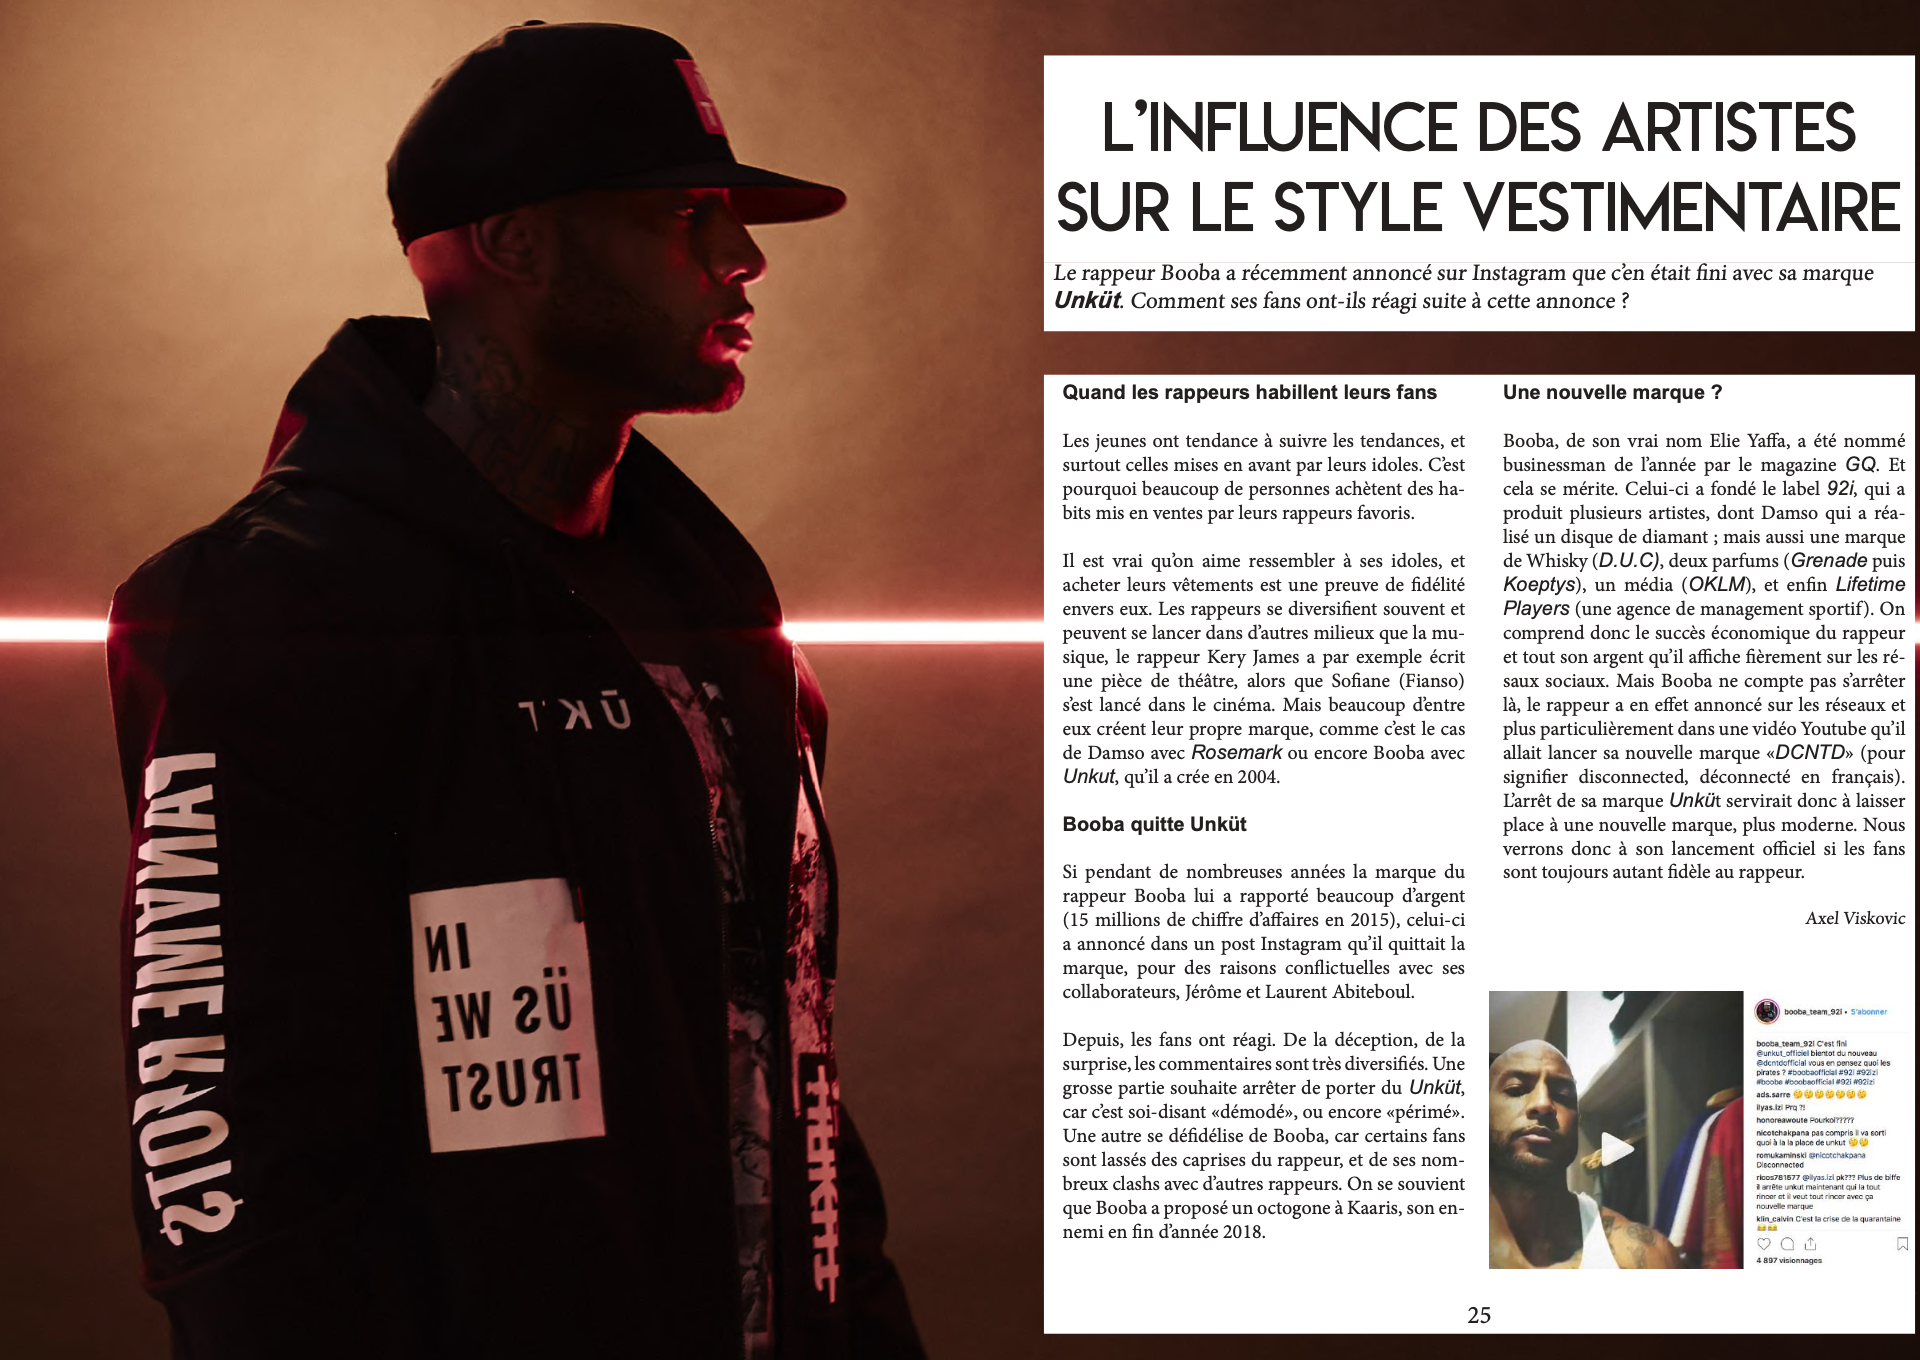 L'INFLUENCE DES ARTISTES
SUR LE STYLE VESTIMENTAIRE
Le rappeur Booba a récemment annoncé sur Instagram que c'en était fini avec sa marque
Unküt. Comment ses fans ont-ils réagi suite à cette annonce ?
Quand les rappeurs habillent leurs fans
Les jeunes ont tendance à suivre les tendances, et
surtout celles mises en avant par leurs idoles. C'est
pourquoi beaucoup de personnes achètent des ha-
bits mis en ventes par leurs rappeurs favoris.
Il est vrai qu'on aime ressembler à ses idoles, et
acheter leurs vêtements est une preuve de fidélité
envers eux. Les rappeurs se diversifient souvent et
peuvent se lancer dans d'autres milieux que la mu-
sique, le rappeur Kery James a par exemple écrit
une pièce de théâtre, alors que Sofiane (Fianso)
s'est lancé dans le cinéma. Mais beaucoup d'entre
eux créent leur propre marque, comme c'est le cas
de Damso avec Rosemark ou encore Booba avec
Unkut, qu'il a crée en 2004.
Booba quitte Unküt
Si pendant de nombreuses années la marque du
rappeur Booba lui a rapporté beaucoup d'argent
(15 millions de chiffre d'affaires en 2015), celui-ci
a annoncé dans un post Instagram qu'il quittait la
marque, pour des raisons conflictuelles avec ses
collaborateurs, Jérôme et Laurent Abiteboul.
Depuis, les fans ont réagi. De la déception, de la
surprise, les commentaires sont très diversifiés. Une
grosse partie souhaite arrêter de porter du Unküt,
car c'est soi-disant «démodé», ou encore «périmé».
Une autre se défidélise de Booba, car certains fans
sont lassés des caprises du rappeur, et de ses nom-
breux clashs avec d'autres rappeurs. On se souvient
que Booba a proposé un octogone à Kaaris, son en-
nemi en fin d'année 2018.
Une nouvelle marque ?
Booba, de son vrai nom Elie Yaffa, a été nommé
businessman de l'année par le magazine GQ. Et
cela se mérite. Celui-ci a fondé le label 92i, qui a
produit plusieurs artistes, dont Damso qui a réa-
lisé un disque de diamant ; mais aussi une marque
de Whisky (D.U.C), deux parfums (Grenade puis
Koeptys), un média (OKLM), et enfin Lifetime
Players (une agence de management sportif). On
comprend donc le succès économique du rappeur
et tout son argent qu'il affiche fièrement sur les ré-
saux sociaux. Mais Booba ne compte pas s'arrêter
là, le rappeur a en effet annoncé sur les réseaux et
plus particulièrement dans une vidéo Youtube qu'il
allait lancer sa nouvelle marque «DCNTD» (pour
signifier disconnected, déconnecté en français).
L'arrêt de sa marque Unküt servirait donc à laisser
place à une nouvelle marque, plus moderne. Nous
verrons donc à son lancement officiel si les fans
sont toujours autant fidèle au rappeur.
Axel Viskovic
booba_team_92i • S'abonner
booba_team_92i C'est fini
@unkut_officiel bientot du nouveau
@dcntdofficial vous en pensez quoi les
pirates ? #boobaofficial #92i #92izi
#booba #boobaofficial #92i #92izi
ads.sarre 🤔🤔🤔🤔🤔🤔🤔
ilyas.izi Prq ?!
honoreawoute Pourkoi?????
nicotchakpana pas compris il va sorti
quoi à la la place de unkut 🤔🤔
romukaminski @nicotchakpana
Disconnected
ricos781677 @ilyas.izi pk??? Plus de biffe
il arrête unkut maintenant qui la tout
rincer et il veut tout rincer avec ça
nouvelle marque
klin_calvin C'est la crise de la quarantaine
😂😂
4 897 visionnages
25
IN
ÜS WE
TRUST